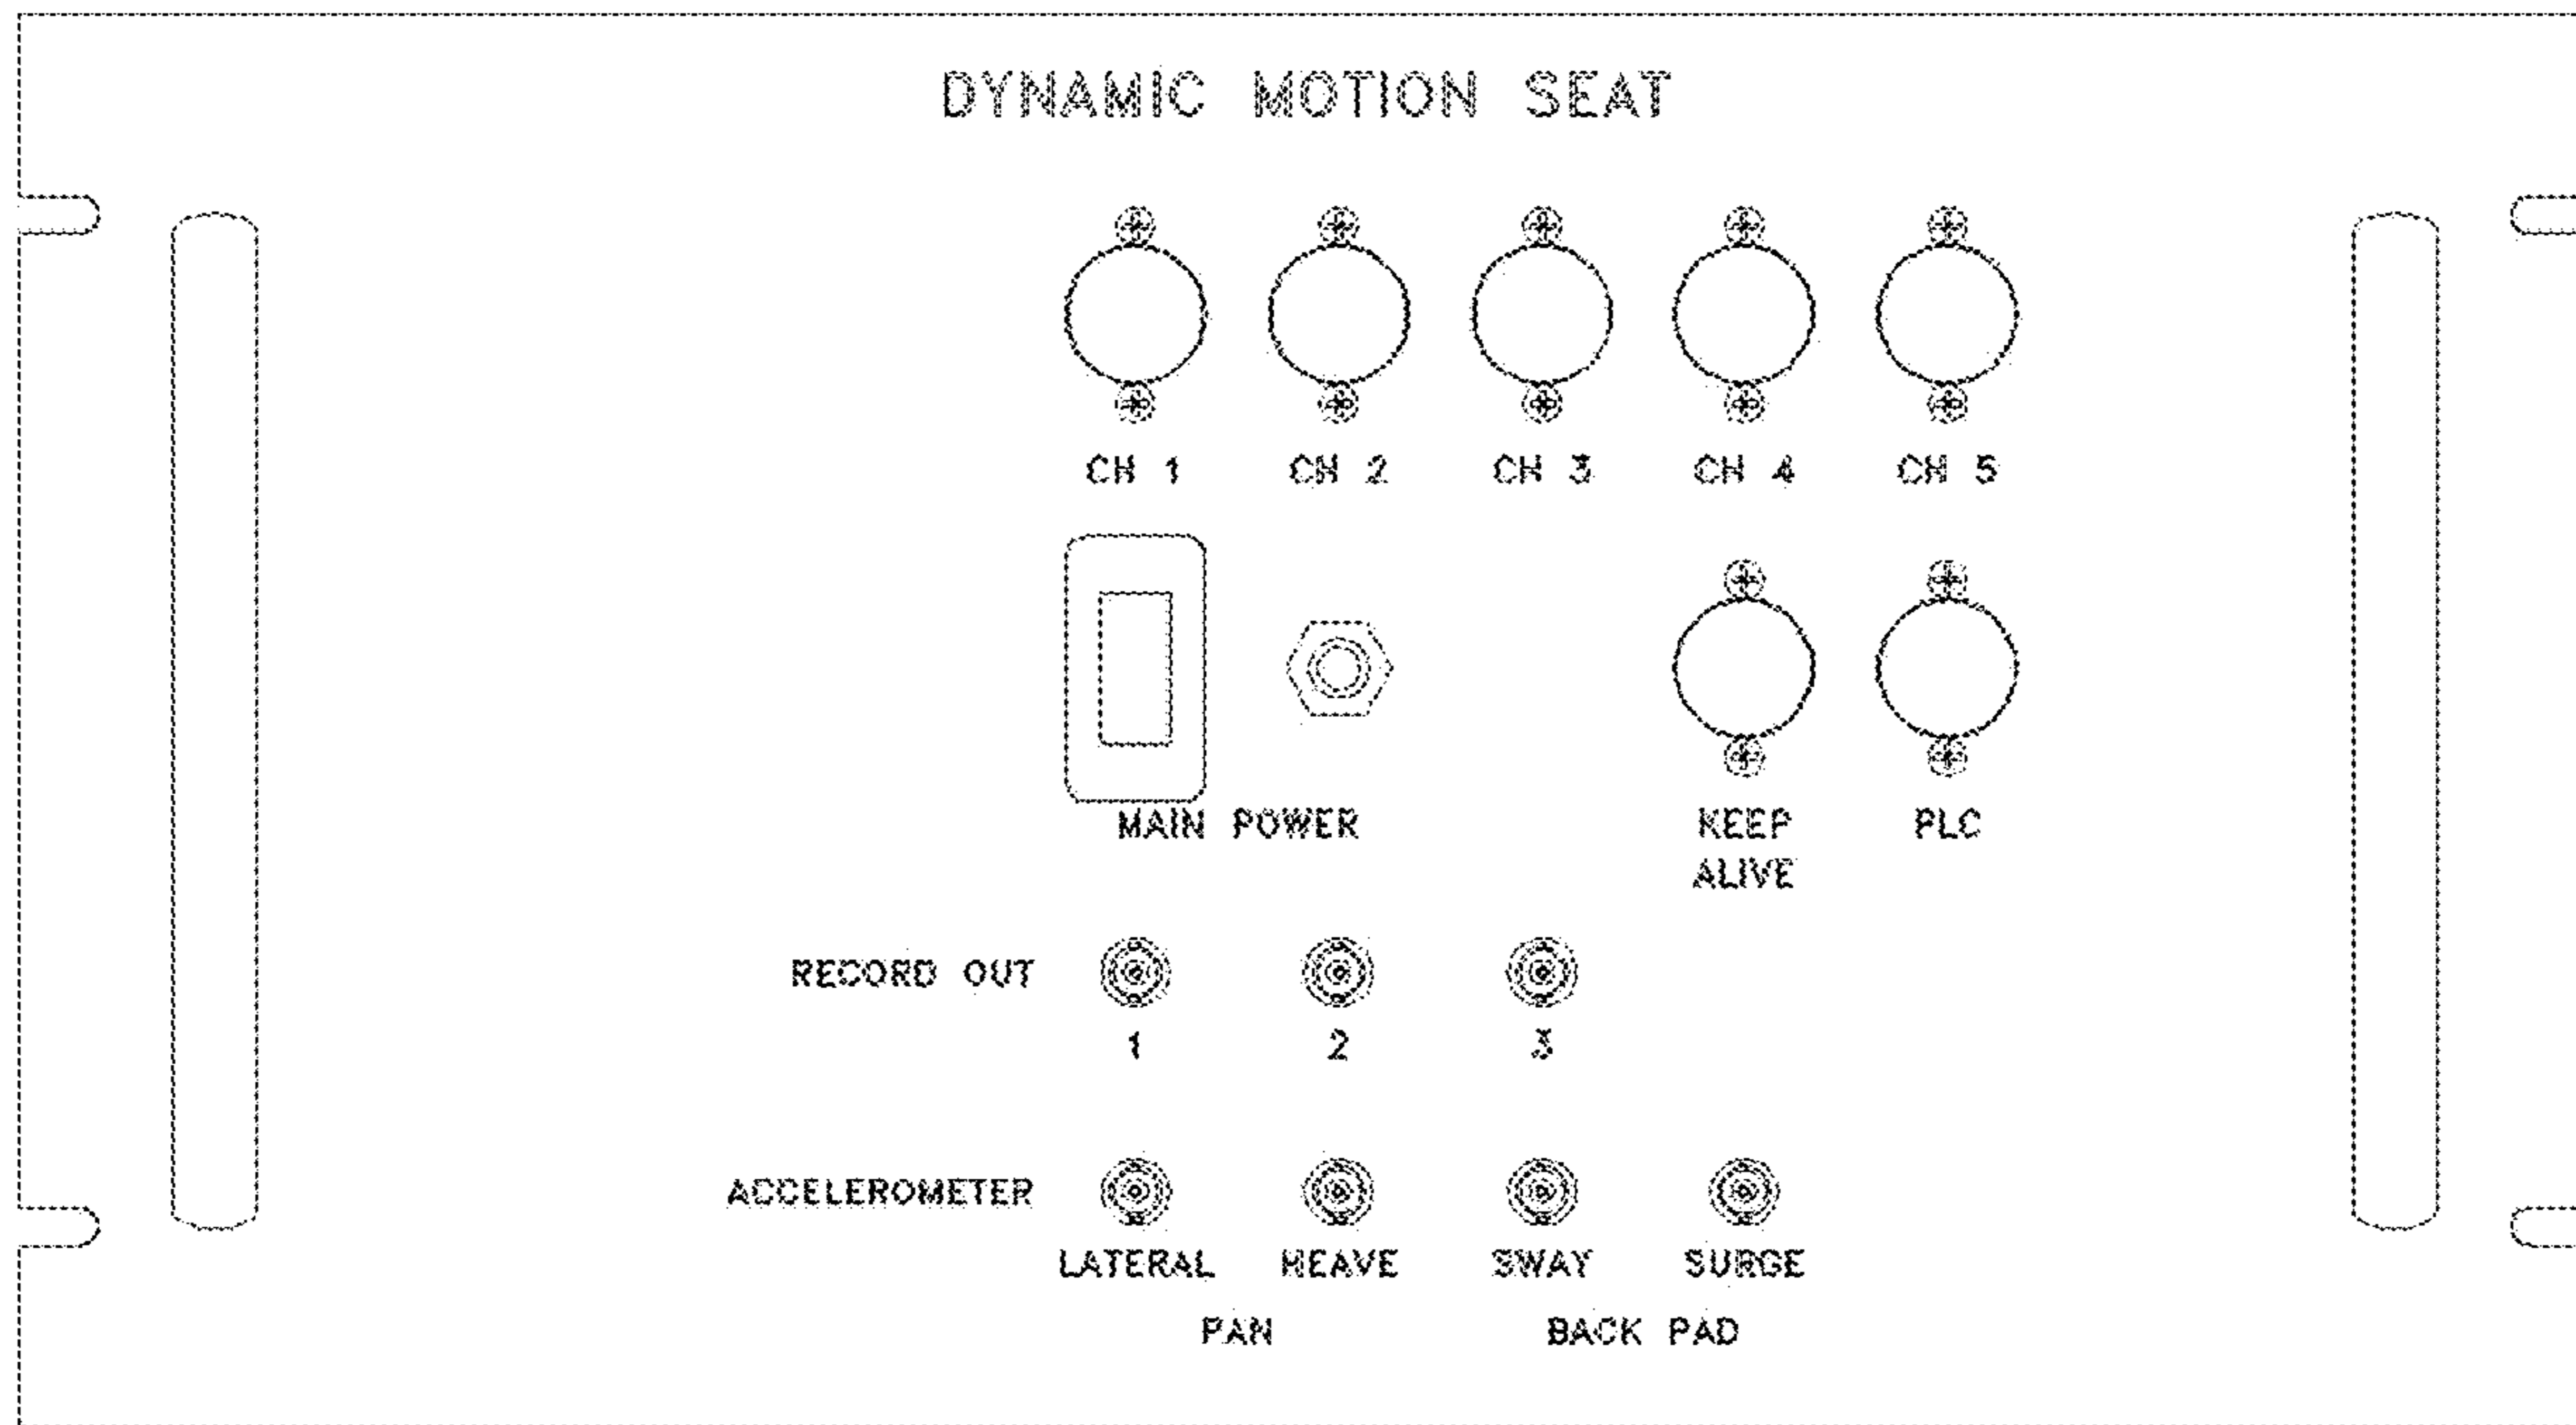 DYNAMIC MOTION SEAT
CH 1 CH 2 CH 3 CH 4 CH 5
MAIN POWER KEEP ALIVE PLC
RECORD OUT
1 2 3
ACCELEROMETER
LATERAL HEAVE SWAY SURGE
PAN BACK PAD